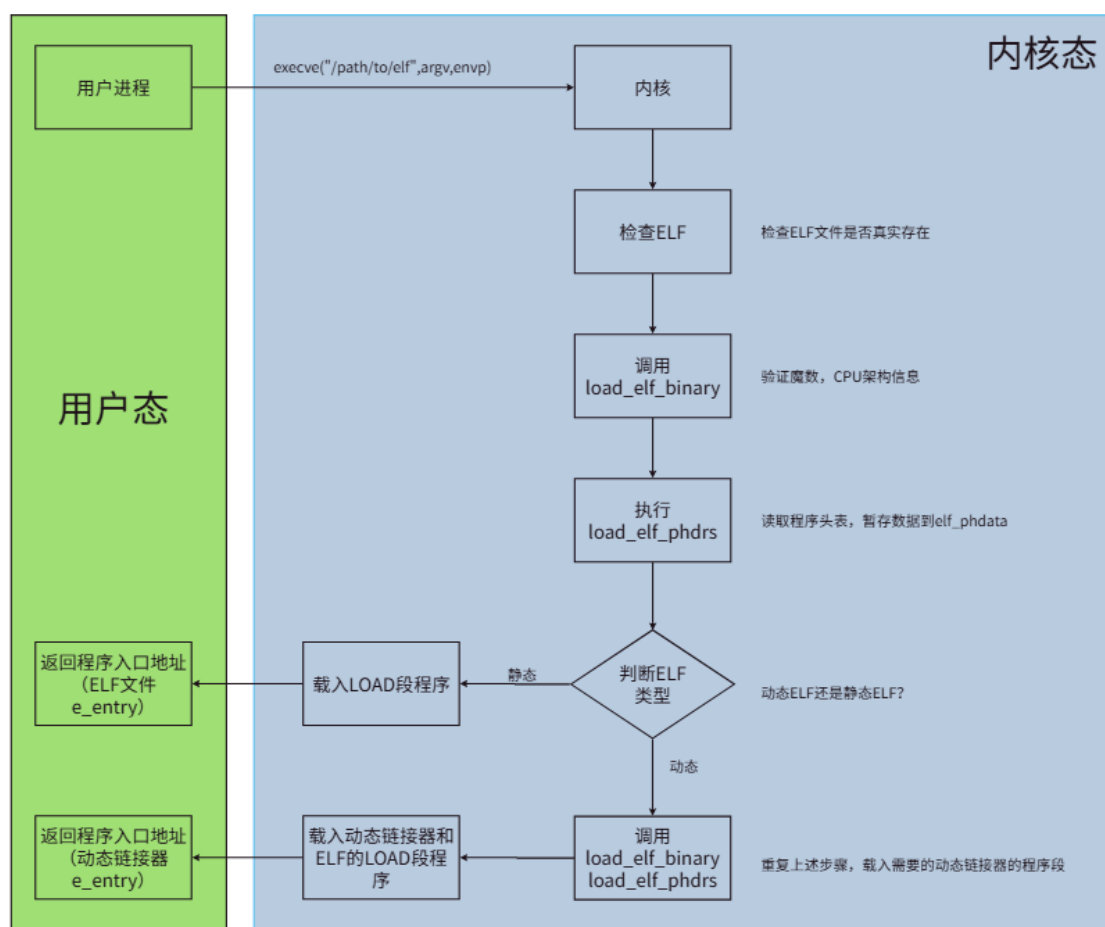 内核态
用户进程
execve("/path/to/elf",argv,envp)
内核
检查ELF
检查ELF文件是否真实存在
调用
load_elf_binary
验证魔数，CPU架构信息
用户态
执行
load_elf_phdrs
读取程序头表，暂存数据到elf_phdata
返回程序入口地址
（ELF文件
e_entry）
载入LOAD段程序
静态
判断ELF
类型
动态ELF还是静态ELF？
动态
返回程序入口地址
（动态链接器
e_entry）
载入动态链接器和
ELF的LOAD段程
序
调用
load_elf_binary
load_elf_phdrs
重复上述步骤，载入需要的动态链接器的程序段